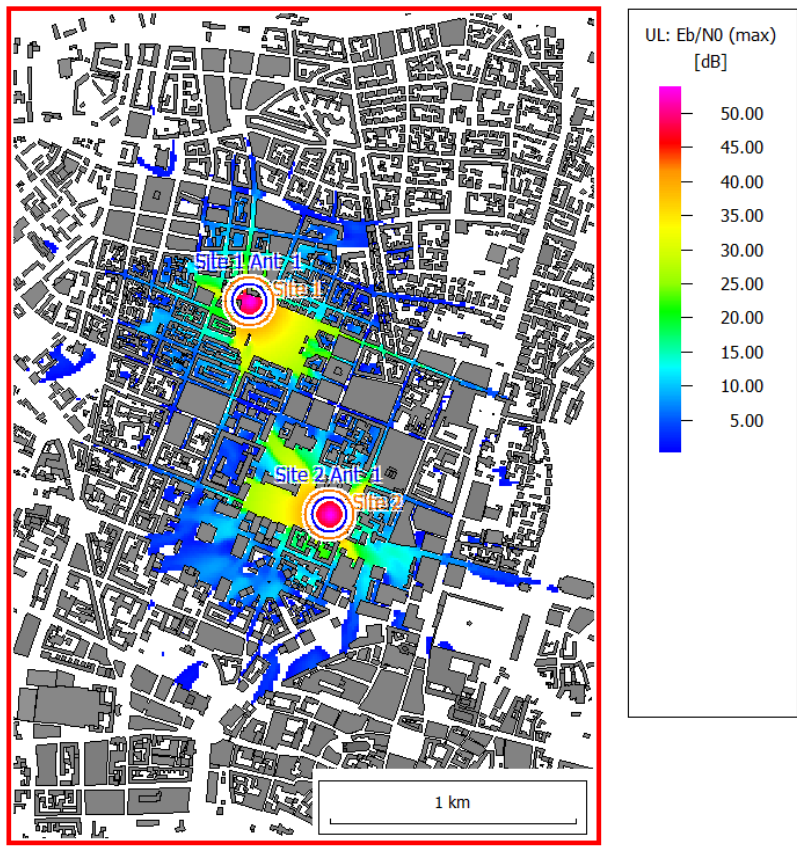 UL: Eb/N0 (max)
[dB]
50.00
45.00
40.00
35.00
30.00
25.00
20.00
15.00
10.00
5.00
Site 1 Ant. 1
Site 1
Site 2 Ant. 1
Site 2
1 km